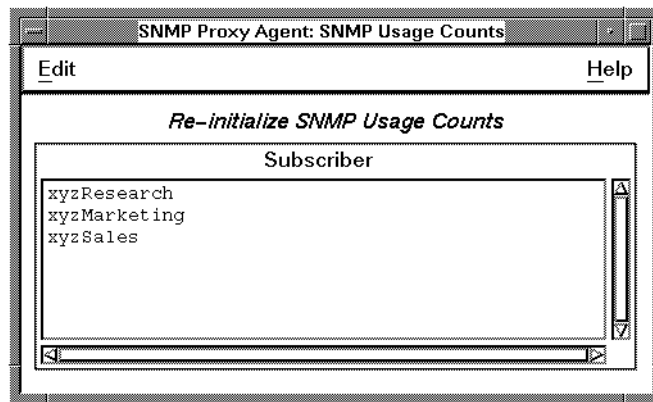 SNMP Proxy Agent: SNMP Usage Counts
Edit Help
Re-initialize SNMP Usage Counts
Subscriber
xyzResearch
xyzMarketing
xyzSales